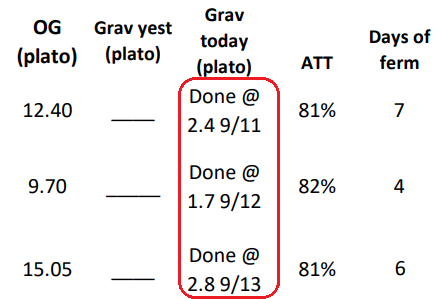 OG (plato) Grav yest (plato) Grav today (plato) ATT Days of ferm
12.40 ____ Done @ 2.4 9/11 81% 7
9.70 _____ Done @ 1.7 9/12 82% 4
15.05 ____ Done @ 2.8 9/13 81% 6